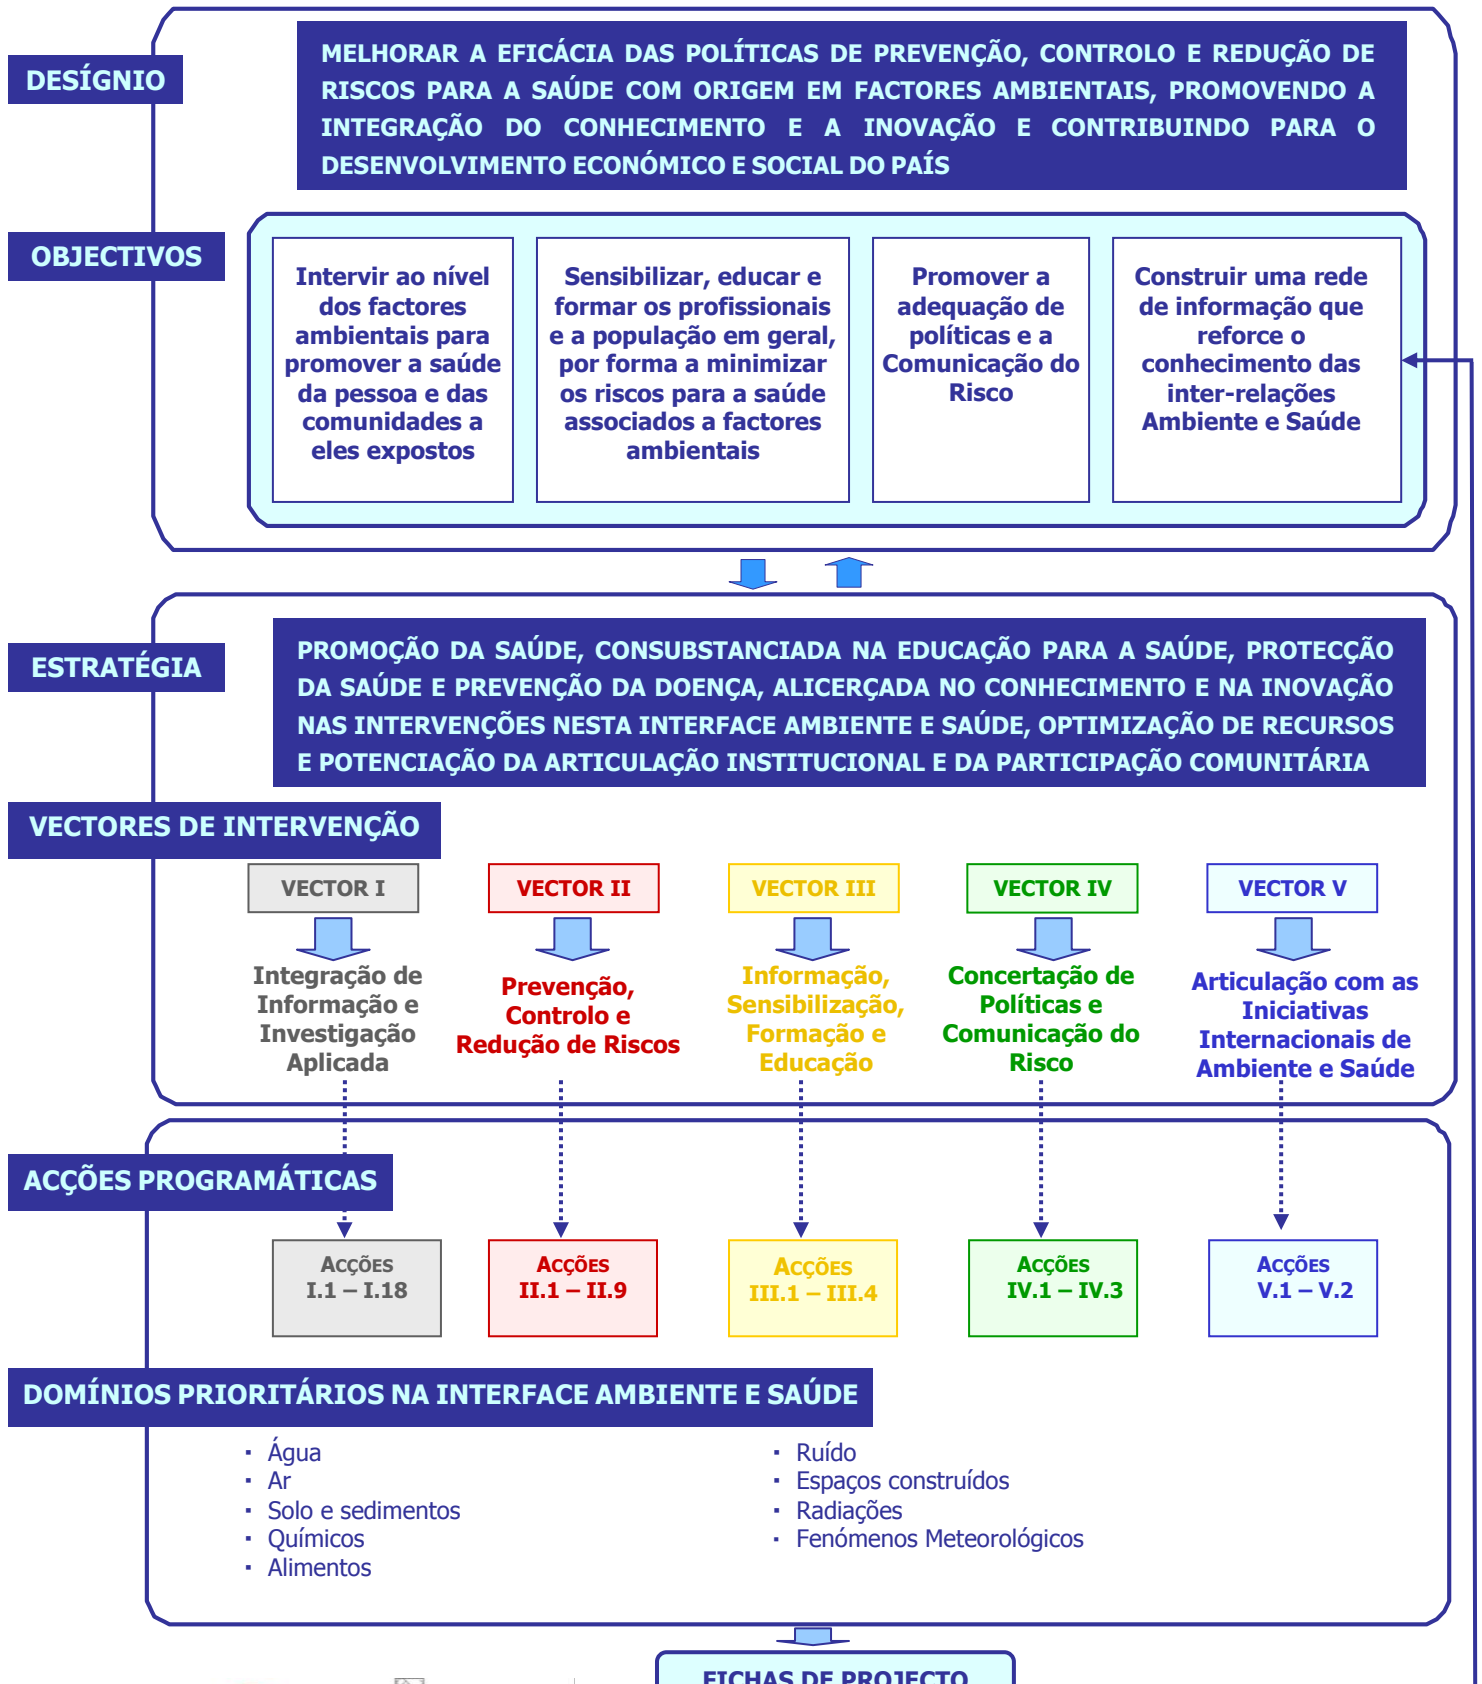 DESÍGNIO
MELHORAR A EFICÁCIA DAS POLÍTICAS DE PREVENÇÃO, CONTROLO E REDUÇÃO DE
RISCOS PARA A SAÚDE COM ORIGEM EM FACTORES AMBIENTAIS, PROMOVENDO A
INTEGRAÇÃO DO CONHECIMENTO E A INOVAÇÃO E CONTRIBUINDO PARA O
DESENVOLVIMENTO ECONÓMICO E SOCIAL DO PAÍS
OBJECTIVOS
Intervir ao nível
dos factores
ambientais para
promover a saúde
da pessoa e das
comunidades a
eles expostos
Sensibilizar, educar e
formar os profissionais
e a população em geral,
por forma a minimizar
os riscos para a saúde
associados a factores
ambientais
Promover a
adequação de
políticas e a
Comunicação do
Risco
Construir uma rede
de informação que
reforce o
conhecimento das
inter-relações
Ambiente e Saúde
ESTRATÉGIA
PROMOÇÃO DA SAÚDE, CONSUBSTANCIADA NA EDUCAÇÃO PARA A SAÚDE, PROTECÇÃO
DA SAÚDE E PREVENÇÃO DA DOENÇA, ALICERÇADA NO CONHECIMENTO E NA INOVAÇÃO
NAS INTERVENÇÕES NESTA INTERFACE AMBIENTE E SAÚDE, OPTIMIZAÇÃO DE RECURSOS
E POTENCIAÇÃO DA ARTICULAÇÃO INSTITUCIONAL E DA PARTICIPAÇÃO COMUNITÁRIA
VECTORES DE INTERVENÇÃO
VECTOR I
Integração de
Informação e
Investigação
Aplicada
VECTOR II
Prevenção,
Controlo e
Redução de Riscos
VECTOR III
Informação,
Sensibilização,
Formação e
Educação
VECTOR IV
Concertação de
Políticas e
Comunicação do
Risco
VECTOR V
Articulação com as
Iniciativas
Internacionais de
Ambiente e Saúde
ACÇÕES PROGRAMÁTICAS
ACÇÕES
I.1 – I.18
ACÇÕES
II.1 – II.9
ACÇÕES
III.1 – III.4
ACÇÕES
IV.1 – IV.3
ACÇÕES
V.1 – V.2
DOMÍNIOS PRIORITÁRIOS NA INTERFACE AMBIENTE E SAÚDE
▪ Água
▪ Ar
▪ Solo e sedimentos
▪ Químicos
▪ Alimentos
▪ Ruído
▪ Espaços construídos
▪ Radiações
▪ Fenómenos Meteorológicos
FICHAS DE PROJECTO